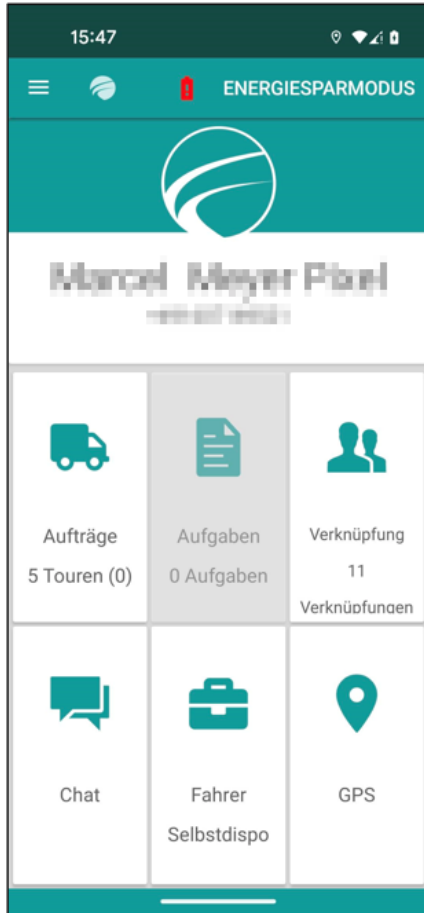 15:47
ENERGIESPARMODUS
Aufträge
5 Touren (0)
Aufgaben
0 Aufgaben
Verknüpfung
11
Verknüpfungen
Chat
Fahrer
Selbstdispo
GPS